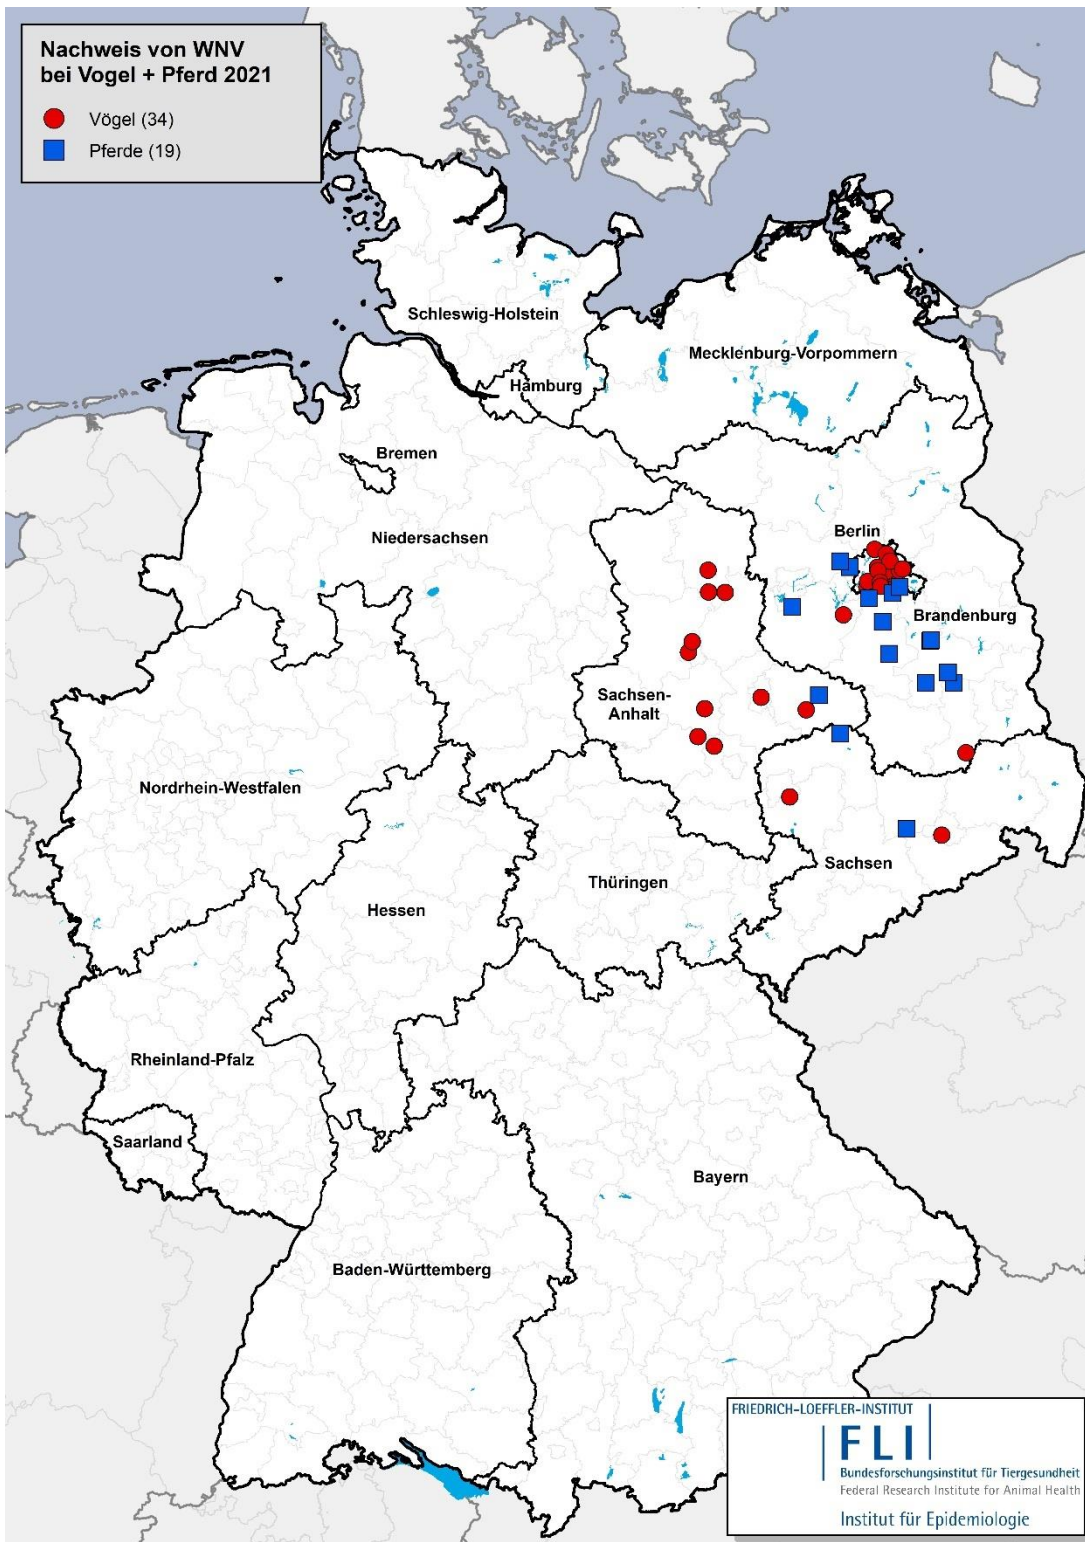 Nachweis von WNV
bei Vogel + Pferd 2021
Vögel (34)
Pferde (19)
Schleswig-Holstein
Mecklenburg-Vorpommern
Hamburg
Bremen
Niedersachsen
Berlin
Brandenburg
Sachsen-
Anhalt
Nordrhein-Westfalen
Sachsen
Thüringen
Hessen
Rheinland-Pfalz
Saarland
Bayern
Baden-Württemberg
FRIEDRICH-LOEFFLER-INSTITUT
FLI
Bundesforschungsinstitut für Tiergesundheit
Federal Research Institute for Animal Health
Institut für Epidemiologie